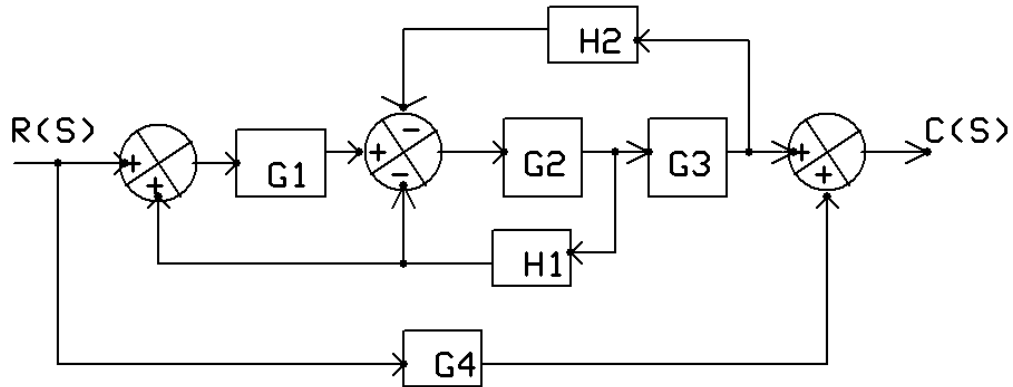 H2
R(S)
+
+
G1
+
-
-
G2
G3
+
+
C(S)
H1
G4